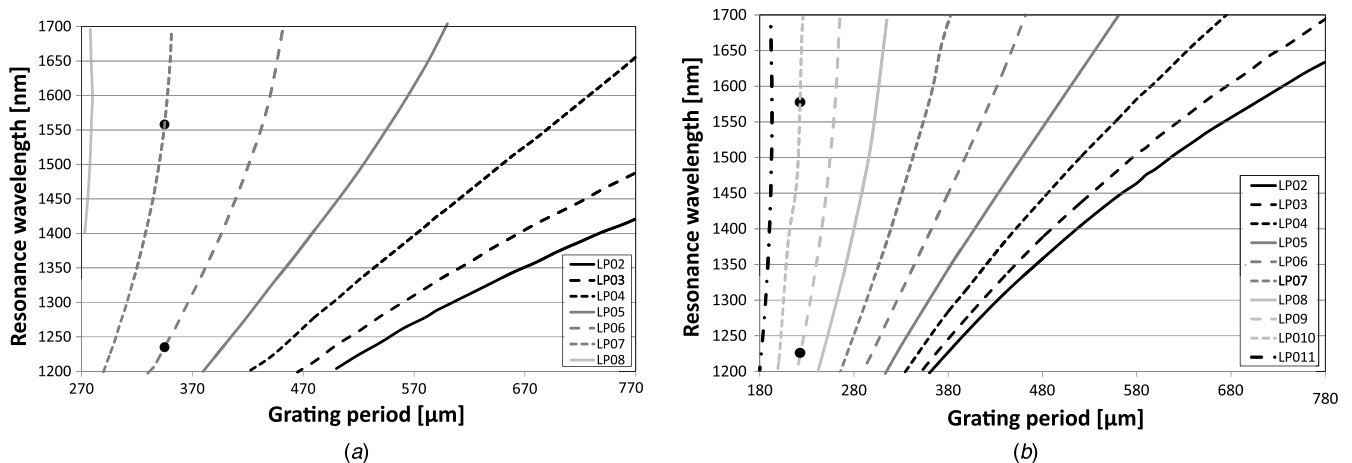 1700
1650
1600
1550
1500
1450
1400
1350
1300
1250
1200
Resonance wavelength [nm]
270
370
470
570
670
770
Grating period [µm]
LP02
LP03
LP04
LP05
LP06
LP07
LP08
(a)
1700
1650
1600
1550
1500
1450
1400
1350
1300
1250
1200
Resonance wavelength [nm]
180
280
380
480
580
680
780
Grating period [µm]
LP02
LP03
LP04
LP05
LP06
LP07
LP08
LP09
LP010
LP011
(b)